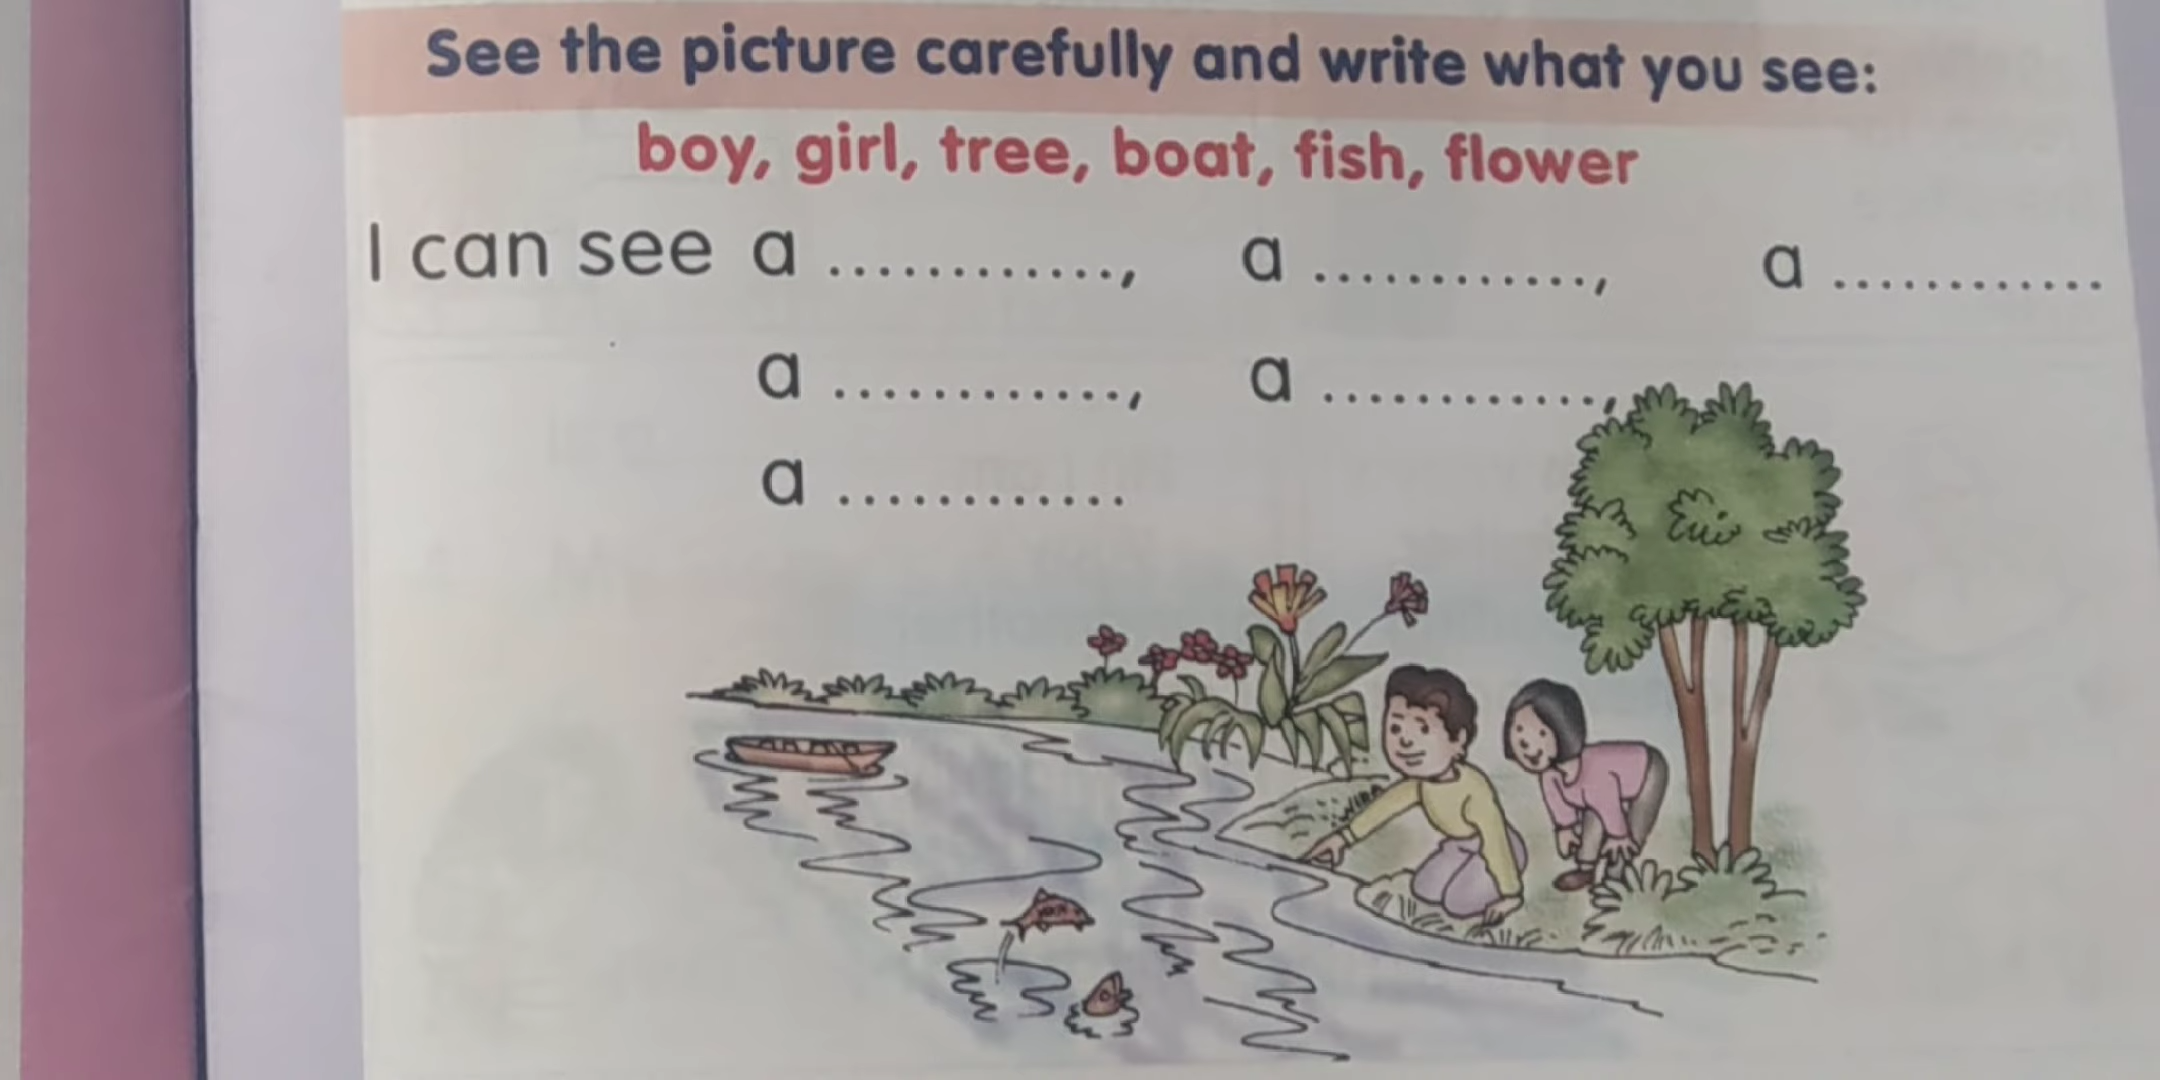 See the picture carefully and write what you see:
boy, girl, tree, boat, fish, flower
I can see a ............, a ............, a ............
a ............, a ............,
a ............